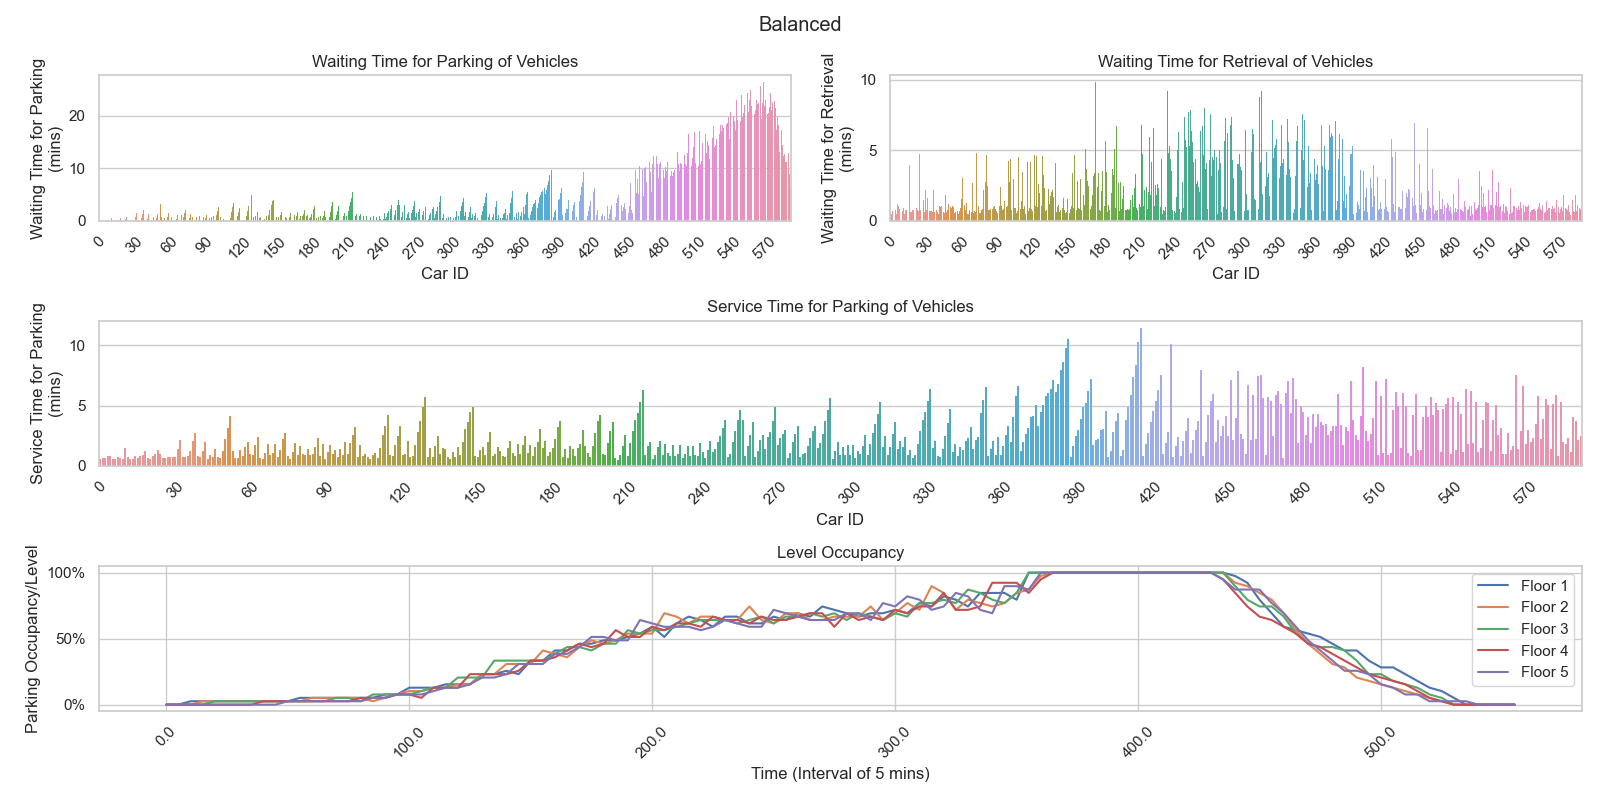 Balanced
Waiting Time for Parking of Vehicles
Waiting Time for Parking
(mins)
20
10
0
0 30 60 90 120 150 180 210 240 270 300 330 360 390 420 450 480 510 540 570
Car ID
Waiting Time for Retrieval of Vehicles
Waiting Time for Retrieval
(mins)
10
5
0
0 30 60 90 120 150 180 210 240 270 300 330 360 390 420 450 480 510 540 570
Car ID
Service Time for Parking of Vehicles
Service Time for Parking
(mins)
10
5
0
0 30 60 90 120 150 180 210 240 270 300 330 360 390 420 450 480 510 540 570
Car ID
Level Occupancy
Parking Occupancy/Level
100%
50%
0%
Floor 1
Floor 2
Floor 3
Floor 4
Floor 5
0.0 100.0 200.0 300.0 400.0 500.0
Time (Interval of 5 mins)